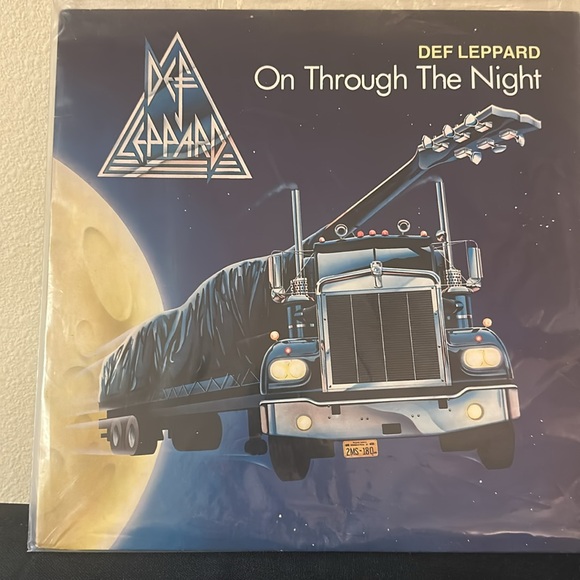 DEF LEPPARD
On Through The Night
DEF
LEPPARD
2MS-180